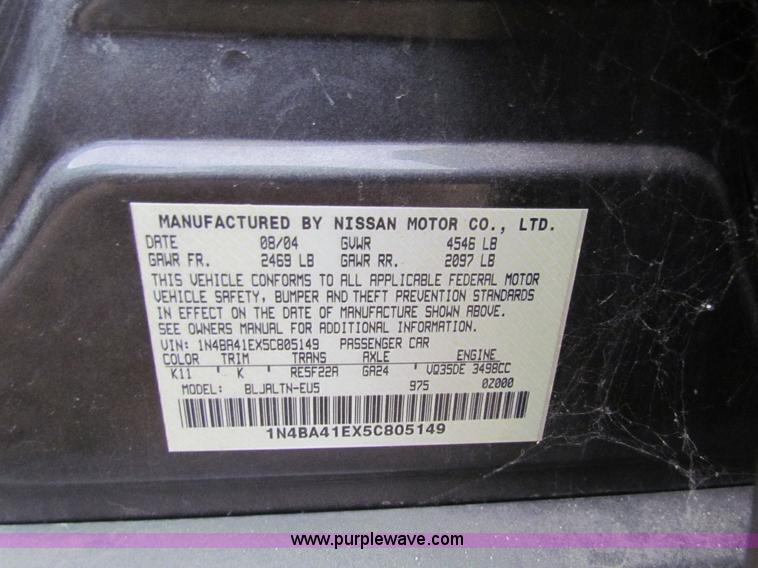 MANUFACTURED BY NISSAN MOTOR CO., LTD.
DATE 08/04 GVWR 4546 LB
GAWR FR. 2469 LB GAWR RR. 2097 LB
THIS VEHICLE CONFORMS TO ALL APPLICABLE FEDERAL MOTOR
VEHICLE SAFETY, BUMPER AND THEFT PREVENTION STANDARDS
IN EFFECT ON THE DATE OF MANUFACTURE SHOWN ABOVE.
SEE OWNERS MANUAL FOR ADDITIONAL INFORMATION.
VIN: 1N4BA41EX5C805149 PASSENGER CAR
COLOR TRIM TRANS AXLE ENGINE
K11 K RE5F22A GA24 VQ35DE 3498CC
MODEL: BLJALTN-EU5 975 0Z000
1N4BA41EX5C805149
www.purplewave.com